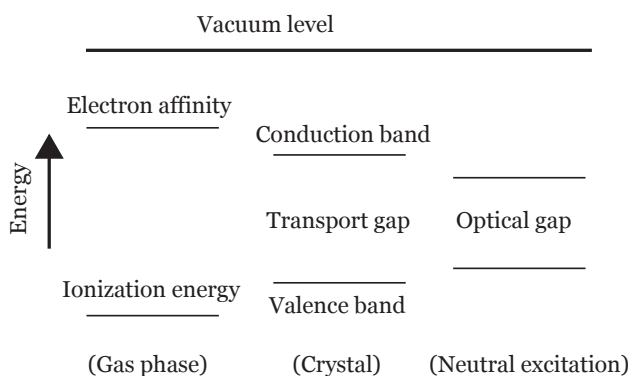 Vacuum level
Electron affinity
Conduction band
Energy
Transport gap
Optical gap
Ionization energy
Valence band
(Gas phase)
(Crystal)
(Neutral excitation)